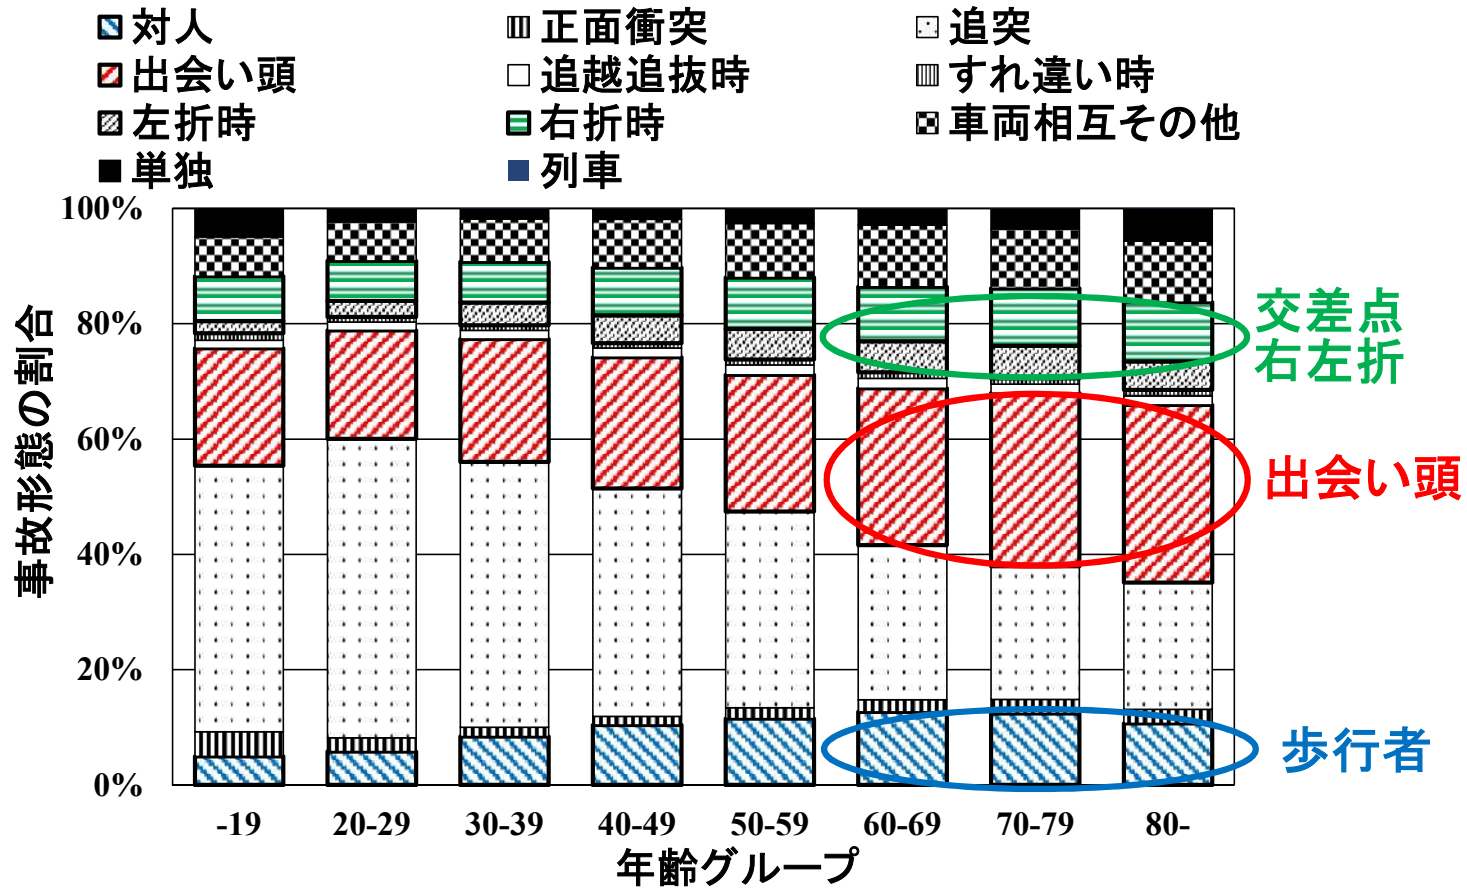 対人 正面衝突 追突
出会い頭 追越追抜時 すれ違い時
左折時 右折時 車両相互その他
単独 列車
100%
80%
60%
40%
20%
0%
事故形態の割合
交差点
右左折
出会い頭
歩行者
-19 20-29 30-39 40-49 50-59 60-69 70-79 80-
年齢グループ